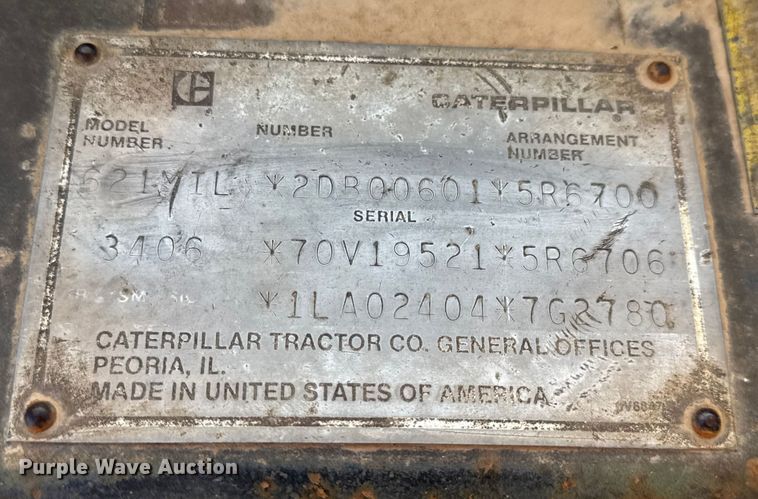 CATERPILLAR
MODEL NUMBER NUMBER ARRANGEMENT NUMBER
621MIL *2DB00601*5R6700
SERIAL
3406 *70V19521*5R6706
*1LA02404*7G2780
CATERPILLAR TRACTOR CO. GENERAL OFFICES
PEORIA, IL.
MADE IN UNITED STATES OF AMERICA
Purple Wave Auction